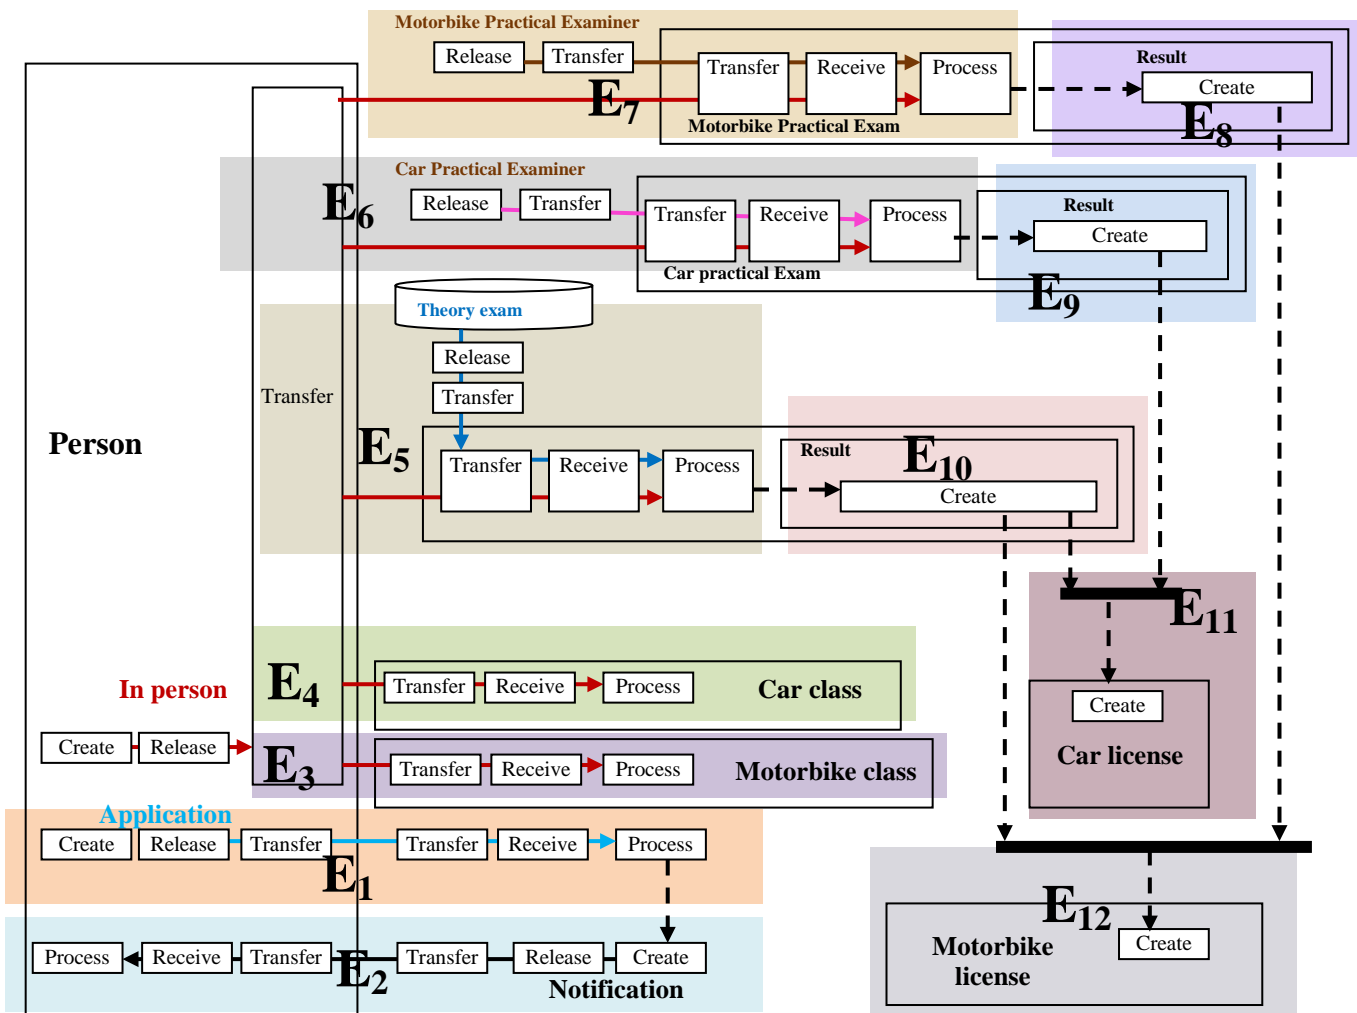 Motorbike Practical Examiner
Release
Transfer
Transfer
Receive
Process
Result
Create
E7
Motorbike Practical Exam
E8
Car Practical Examiner
E6
Release
Transfer
Transfer
Receive
Process
Result
Create
Car practical Exam
E9
Theory exam
Release
Transfer
Transfer
Person
E5
Transfer
Receive
Process
Result
E10
Create
E11
In person
E4
Transfer
Receive
Process
Car class
Create
Create
Release
E3
Transfer
Receive
Process
Motorbike class
Car license
Application
Create
Release
Transfer
Transfer
Receive
Process
E1
E12
Process
Receive
Transfer
E2
Transfer
Release
Create
Notification
Motorbike
license
Create